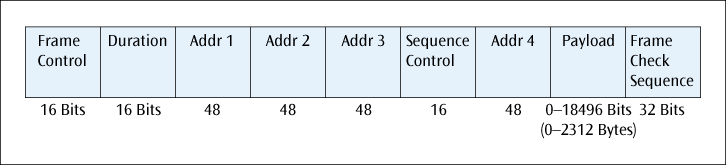 Frame Control
Duration
Addr 1
Addr 2
Addr 3
Sequence Control
Addr 4
Payload
Frame Check Sequence
16 Bits
16 Bits
48
48
48
16
48
0–18496 Bits
(0–2312 Bytes)
32 Bits